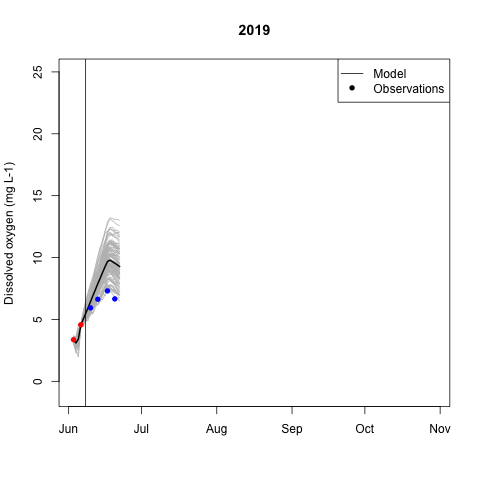 2019
Model
Observations
Dissolved oxygen (mg L-1)
25
20
15
10
5
0
Jun Jul Aug Sep Oct Nov